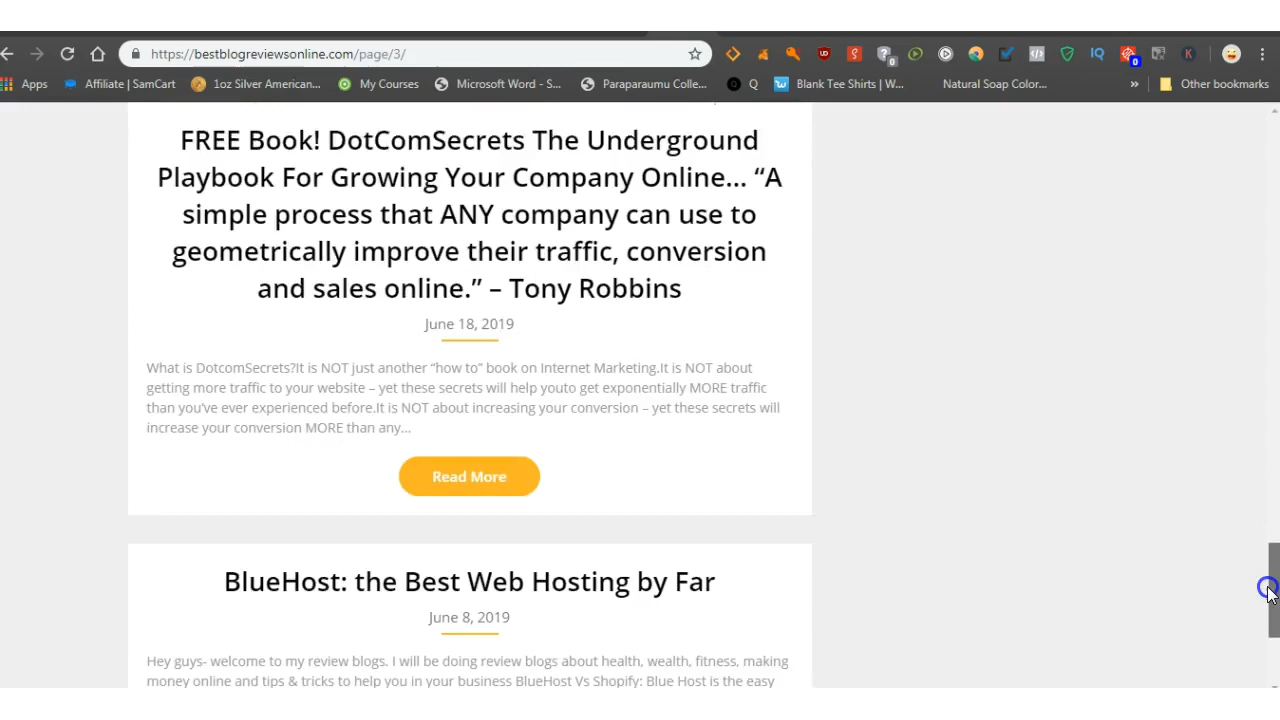 https://bestblogreviewsonline.com/page/3/
Apps Affiliate | SamCart 1oz Silver American... My Courses Microsoft Word - S... Paraparaumu Colle... Q Blank Tee Shirts | W... Natural Soap Color... » Other bookmarks
FREE Book! DotComSecrets The Underground
Playbook For Growing Your Company Online... “A
simple process that ANY company can use to
geometrically improve their traffic, conversion
and sales online.” – Tony Robbins
June 18, 2019
What is DotcomSecrets?It is NOT just another “how to” book on Internet Marketing.It is NOT about
getting more traffic to your website – yet these secrets will help youto get exponentially MORE traffic
than you’ve ever experienced before.It is NOT about increasing your conversion – yet these secrets will
increase your conversion MORE than any...
Read More
BlueHost: the Best Web Hosting by Far
June 8, 2019
Hey guys- welcome to my review blogs. I will be doing review blogs about health, wealth, fitness, making
money online and tips & tricks to help you in your business BlueHost Vs Shopify: Blue Host is the easy